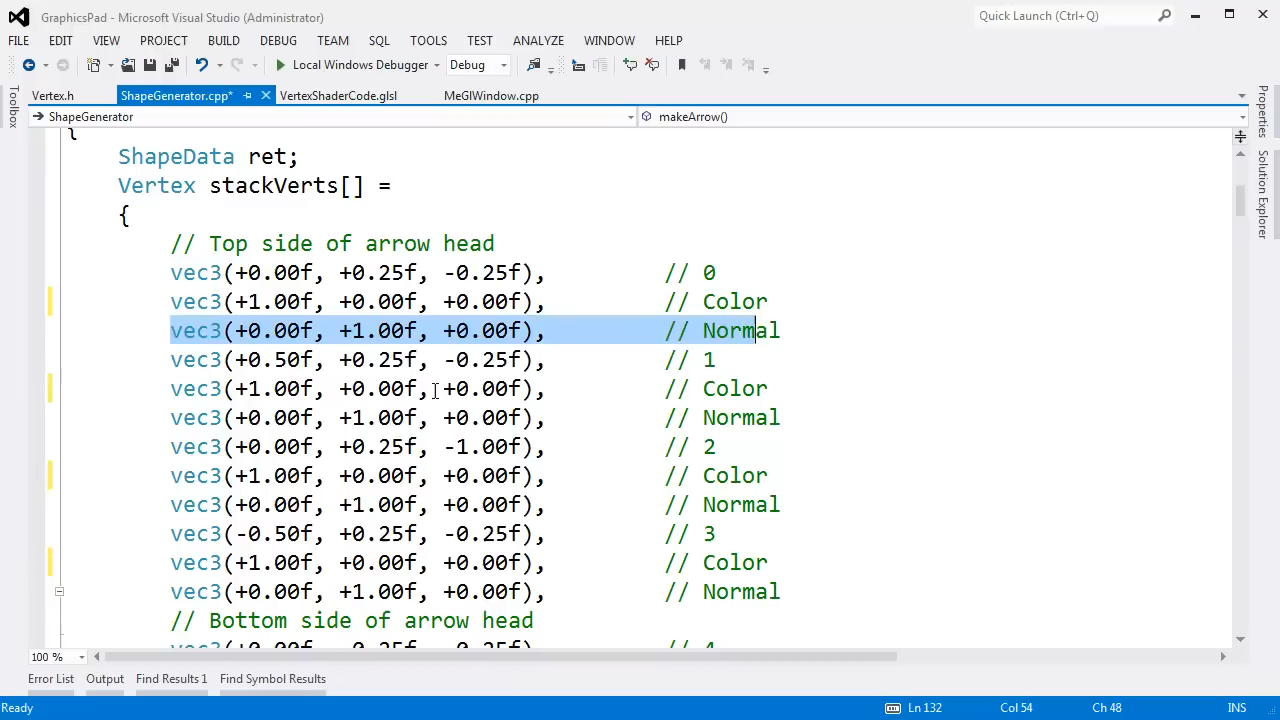 GraphicsPad - Microsoft Visual Studio (Administrator)
Quick Launch (Ctrl+Q)
FILE EDIT VIEW PROJECT BUILD DEBUG TEAM SQL TOOLS TEST ANALYZE WINDOW HELP
Local Windows Debugger Debug
Toolbox
Vertex.h ShapeGenerator.cpp* VertexShaderCode.glsl MeGlWindow.cpp
ShapeGenerator makeArrow()
{
ShapeData ret;
Vertex stackVerts[] =
{
// Top side of arrow head
vec3(+0.00f, +0.25f, -0.25f), // 0
vec3(+1.00f, +0.00f, +0.00f), // Color
vec3(+0.00f, +1.00f, +0.00f), // Normal
vec3(+0.50f, +0.25f, -0.25f), // 1
vec3(+1.00f, +0.00f, +0.00f), // Color
vec3(+0.00f, +1.00f, +0.00f), // Normal
vec3(+0.00f, +0.25f, -1.00f), // 2
vec3(+1.00f, +0.00f, +0.00f), // Color
vec3(+0.00f, +1.00f, +0.00f), // Normal
vec3(-0.50f, +0.25f, -0.25f), // 3
vec3(+1.00f, +0.00f, +0.00f), // Color
vec3(+0.00f, +1.00f, +0.00f), // Normal
// Bottom side of arrow head
Properties
Solution Explorer
100 %
Error List Output Find Results 1 Find Symbol Results
Ready Ln 132 Col 54 Ch 48 INS